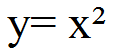 y= x²